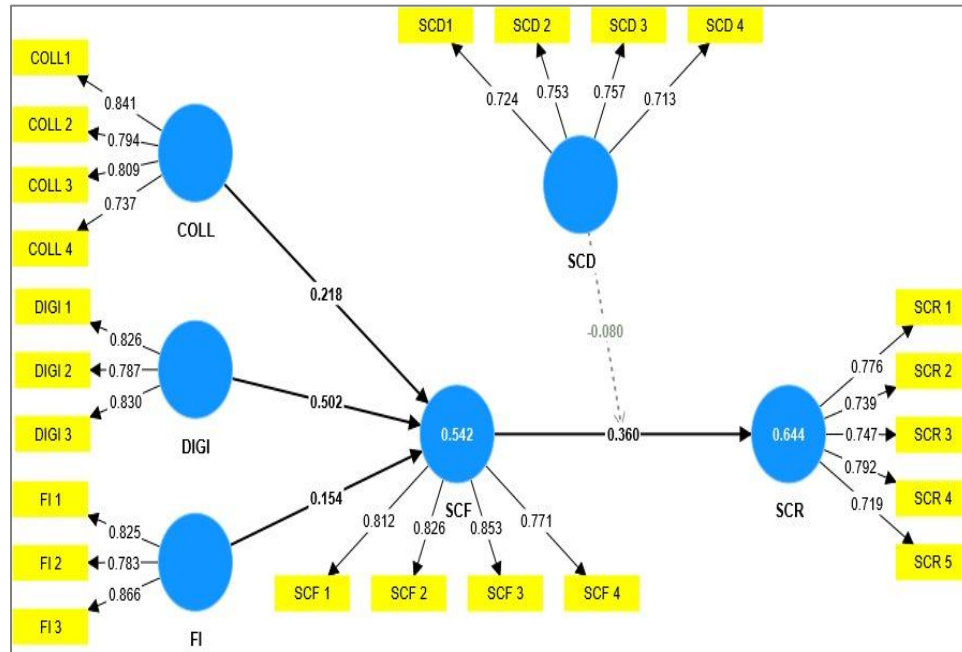 SCD1
SCD 2
SCD 3
SCD 4
0.724
0.753
0.757
0.713
SCD
COLL1
COLL 2
COLL 3
COLL 4
0.841
0.794
0.809
0.737
COLL
0.218
DIGI 1
DIGI 2
DIGI 3
0.826
0.787
0.830
DIGI
0.502
FI 1
FI 2
FI 3
0.825
0.783
0.866
FI
0.154
0.542
SCF
0.812
0.826
0.853
0.771
SCF 1
SCF 2
SCF 3
SCF 4
-0.080
0.360
0.644
SCR
0.776
0.739
0.747
0.792
0.719
SCR 1
SCR 2
SCR 3
SCR 4
SCR 5